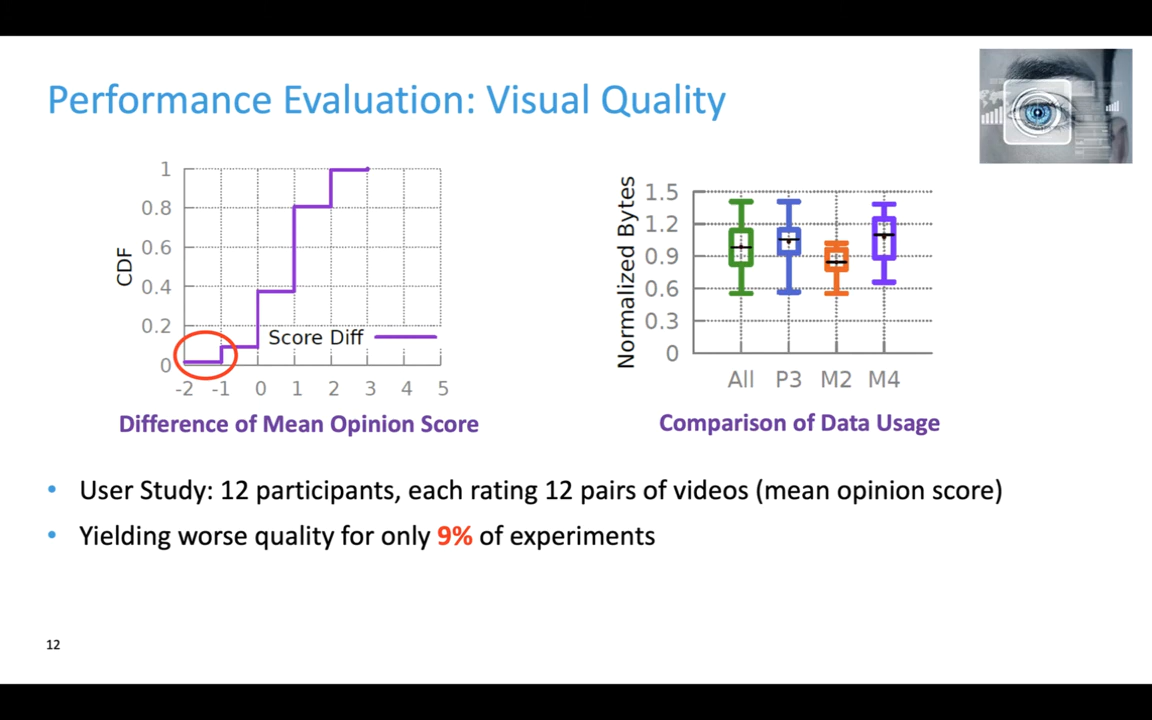 Performance Evaluation: Visual Quality
CDF
1
0.8
0.6
0.4
0.2
0
-2 -1 0 1 2 3 4 5
Score Diff
Difference of Mean Opinion Score
Normalized Bytes
1.5
1.2
0.9
0.6
0.3
0
All P3 M2 M4
Comparison of Data Usage
• User Study: 12 participants, each rating 12 pairs of videos (mean opinion score)
• Yielding worse quality for only 9% of experiments
12